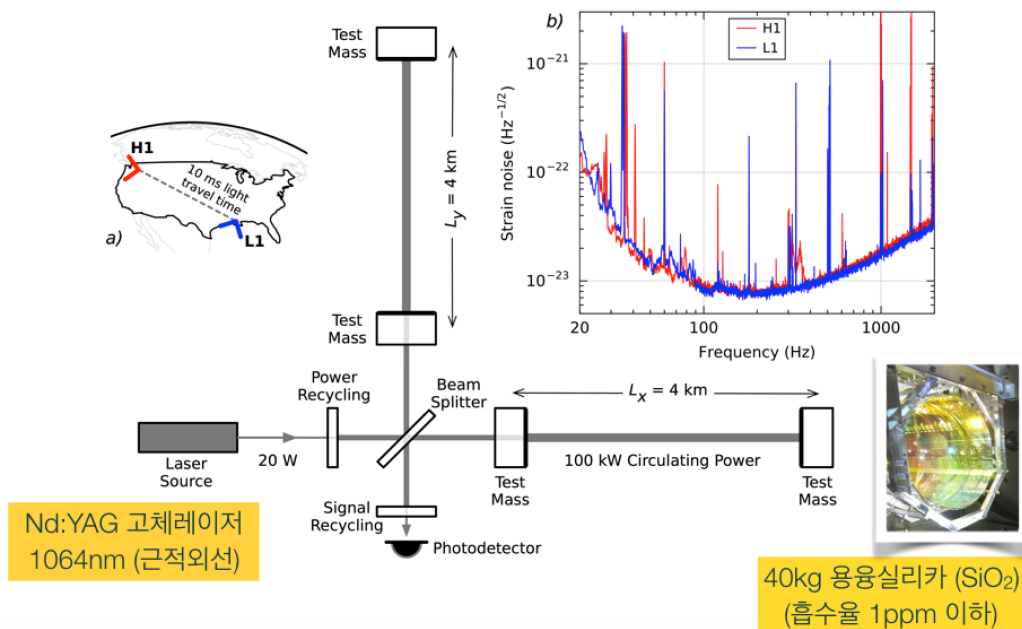 Test
Mass
b)
H1
L1
10⁻²¹
10⁻²²
10⁻²³
Strain noise (Hz⁻¹/²)
20
100
1000
Frequency (Hz)
H1
10 ms light
travel time
L1
a)
L_y = 4 km
Test
Mass
Power
Recycling
Beam
Splitter
L_x = 4 km
Laser
Source
20 W
100 kW Circulating Power
Test
Mass
Test
Mass
Signal
Recycling
Photodetector
Nd:YAG 고체레이저
1064nm (근적외선)
40kg 용융실리카 (SiO₂)
(흡수율 1ppm 이하)